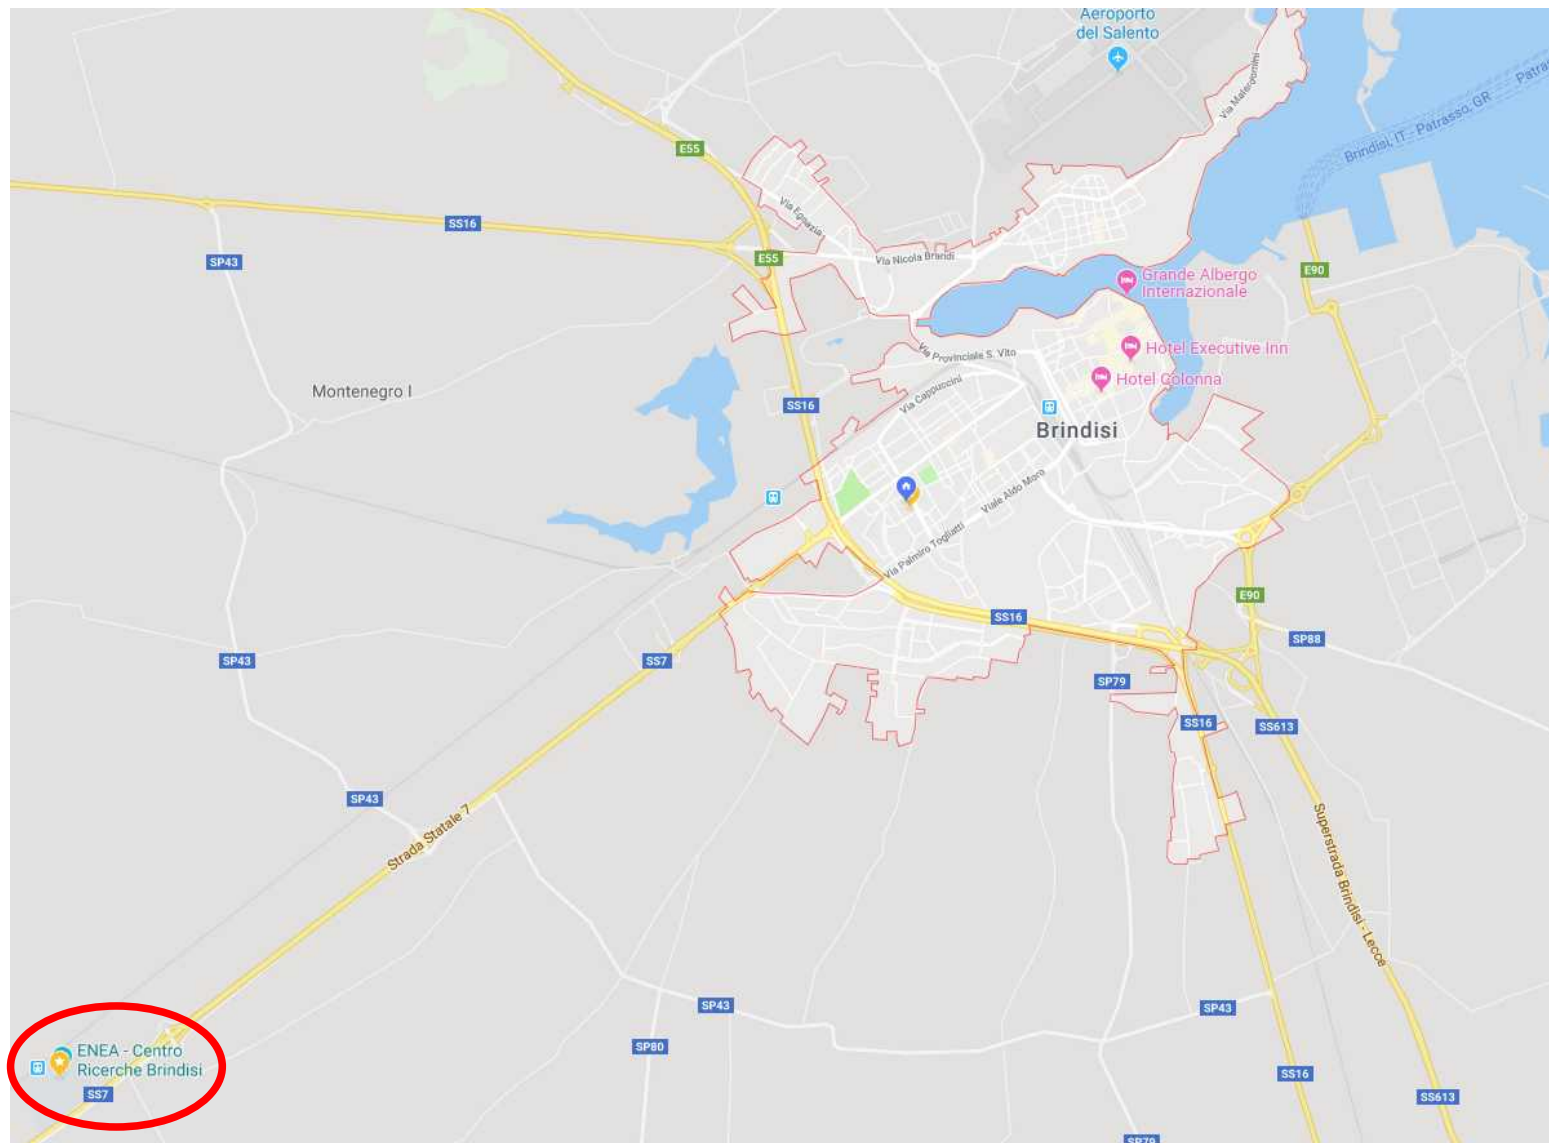 Aeroporto
del Salento
Via Materdomini
Patra
Patrasso, GR
Brindisi, IT - Patrasso, GR
E55
Via Egnazia
SS16
SP43
E55
Via Nicola Brandi
E90
Grande Albergo
Internazionale
Via Provinciale S. Vito
Hotel Executive Inn
Hotel Colonna
Montenegro I
Via Cappuccini
SS16
Brindisi
Viale Aldo Moro
Via Palmiro Togliatti
E90
SS16
SP88
SP43
SS7
SP79
SS16
SS613
SP43
Strada Statale 7
Superstrada Brindisi - Lecce
SP43
SP43
SP80
ENEA - Centro
Ricerche Brindisi
SS7
SS16
SS613
SP79